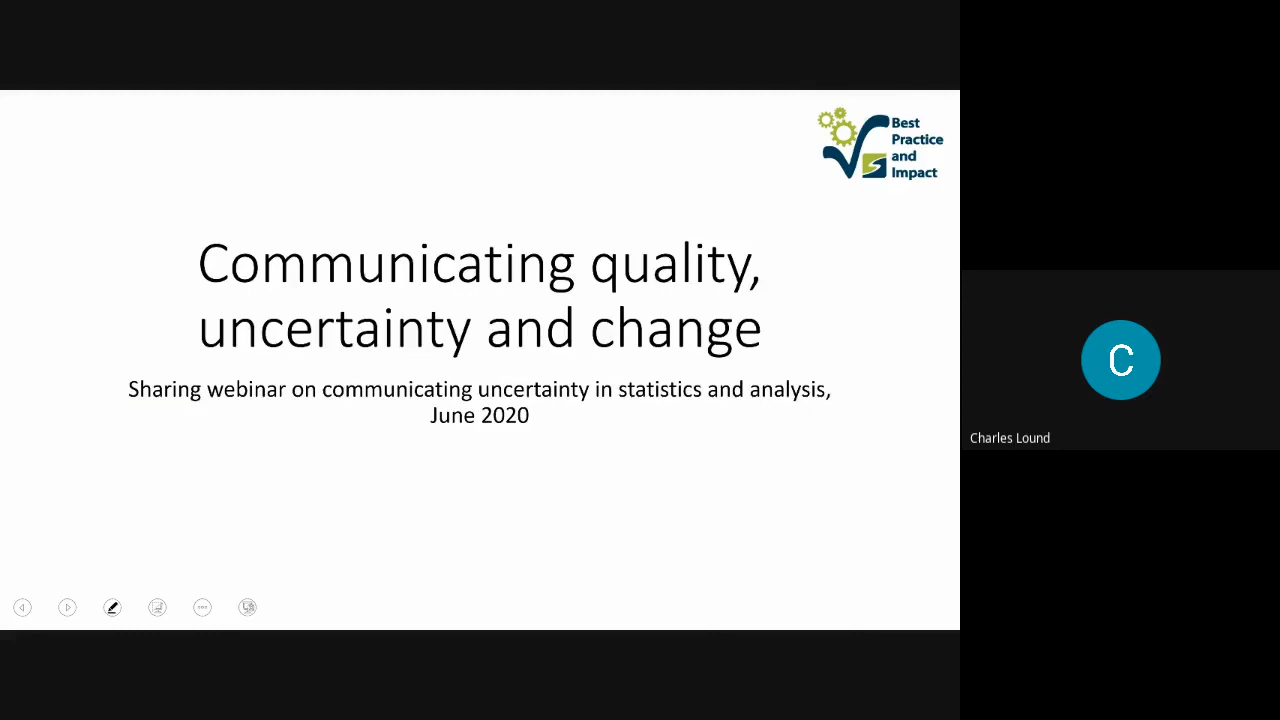 Best
Practice
and
Impact
Communicating quality,
uncertainty and change
Sharing webinar on communicating uncertainty in statistics and analysis,
June 2020
C
Charles Lound